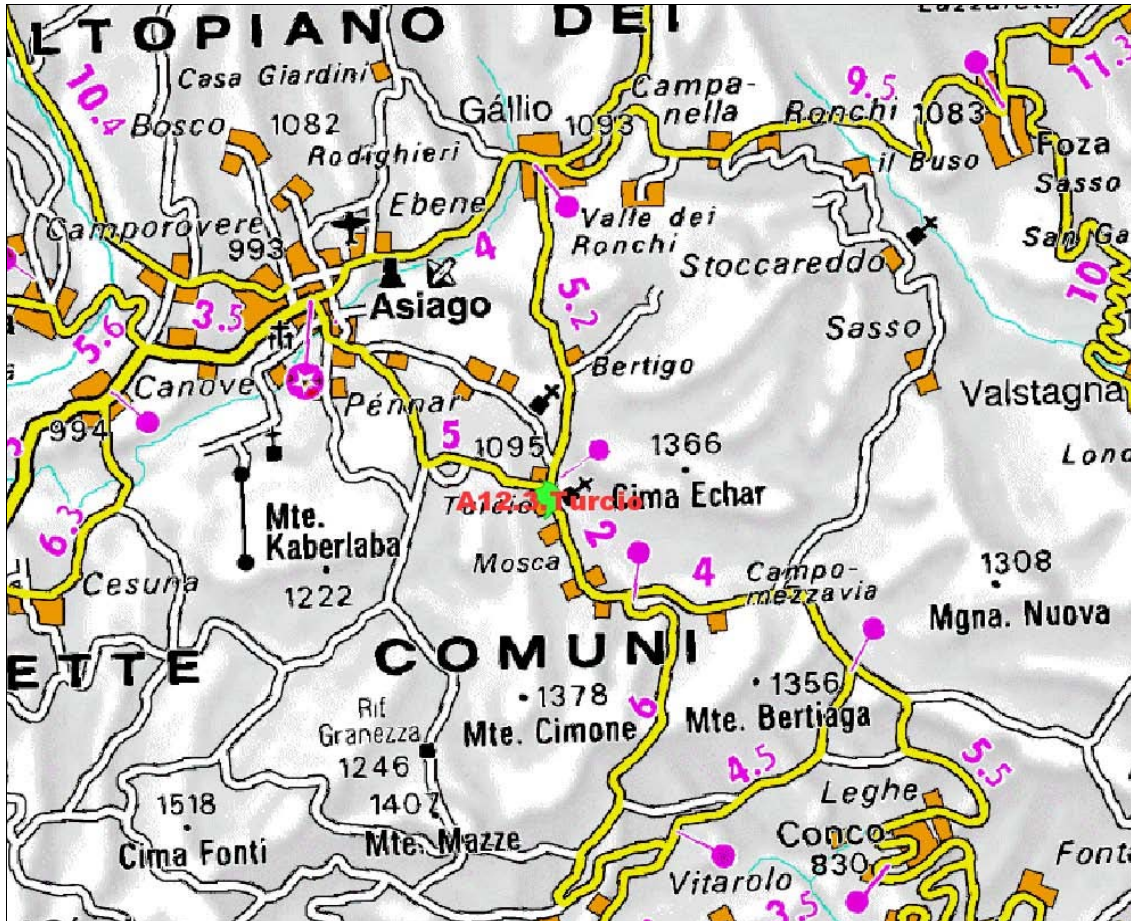 ALTOPIANO DEI
10.4
Casa Giardini
Bosco
1082
Rodighieri
Gállio
1093
Campa-
nella
9.5
Ronchi
1083
11.3
il Buso
Foza
Sasso
Camporovere
993
Ebene
4
Valle dei
Ronchi
Stoccareddo
10
3.5
Asiago
5.2
Sasso
5.6
Bertigo
Canove
Pénnar
Valstagna
994
5
1095
1366
Cima Echar
A12.3 Turcio
6.3
Mte.
Kaberlaba
1222
Mosca
2
4
Campo-
mezzavia
1308
Mgna. Nuova
Cesuna
ETTE COMUNI
1378
Mte. Cimone
6
1356
Mte. Bertiaga
Rif.
Granezza
1246
4.5
5.5
1518
Cima Fonti
1407
Mte. Mazze
Leghe
Conco
830
Vitarolo
3.5